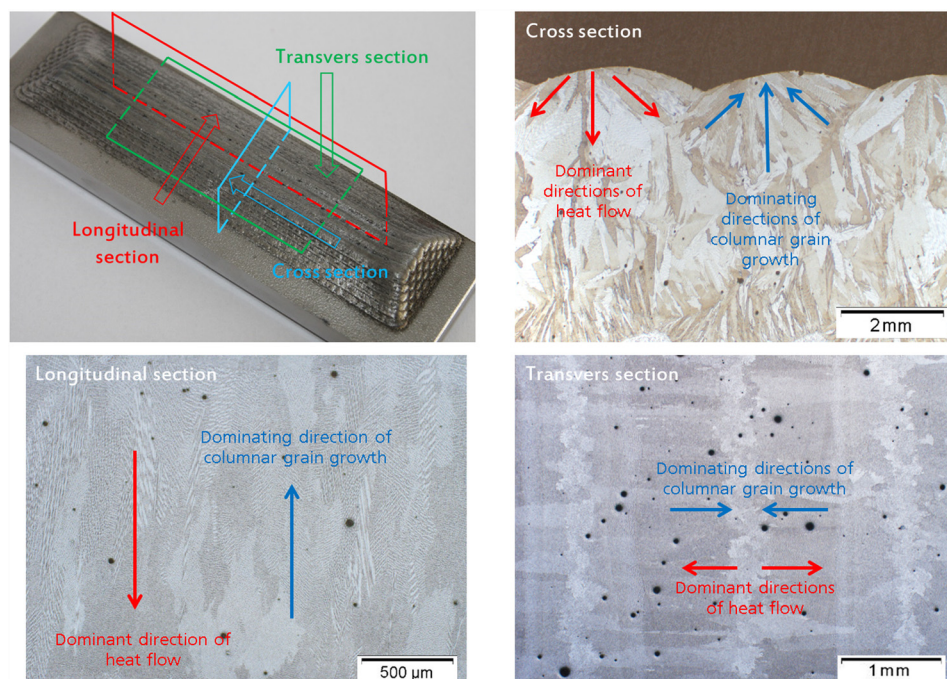 Transvers section
Longitudinal
section
Cross section
Cross section
Dominant
directions of
heat flow
Dominating
directions of
columnar grain
growth
2mm
Longitudinal section
Dominating direction of
columnar grain growth
Dominant direction of
heat flow
500 µm
Transvers section
Dominating directions of
columnar grain growth
Dominant directions
of heat flow
1mm